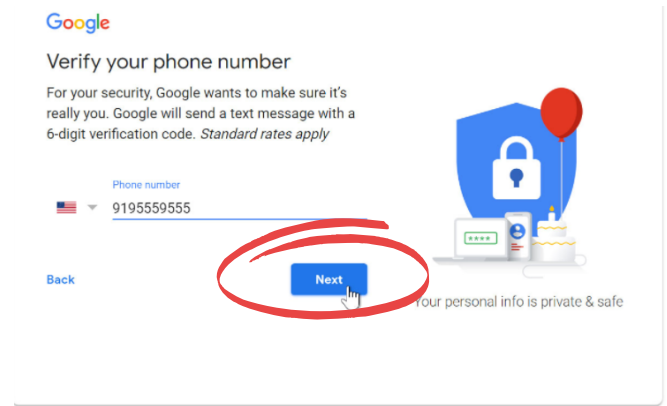 Google
Verify your phone number
For your security, Google wants to make sure it's
really you. Google will send a text message with a
6-digit verification code. Standard rates apply
Phone number
9195559555
Back
Next
****
Your personal info is private & safe